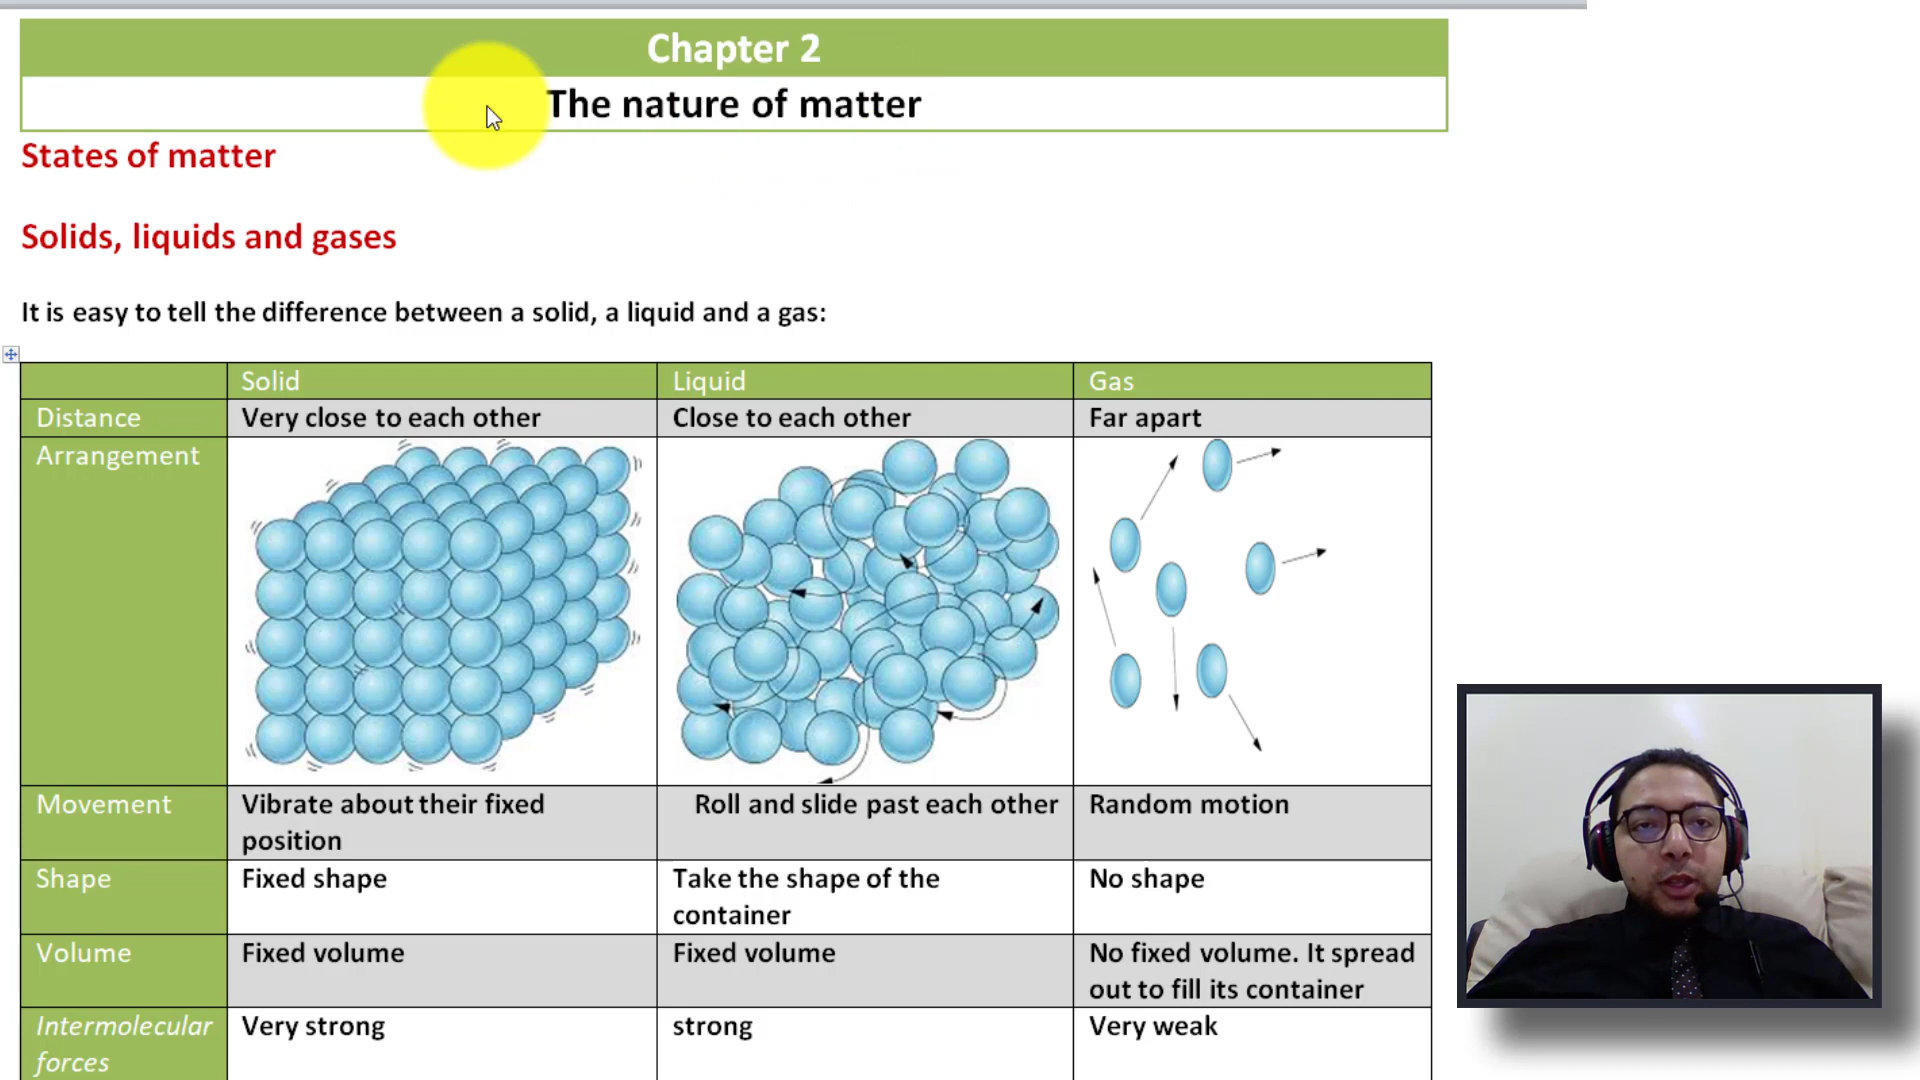 Chapter 2
The nature of matter
States of matter
Solids, liquids and gases
It is easy to tell the difference between a solid, a liquid and a gas:
Solid Liquid Gas
Distance Very close to each other Close to each other Far apart
Arrangement
Movement Vibrate about their fixed Roll and slide past each other Random motion
position
Shape Fixed shape Take the shape of the No shape
container
Volume Fixed volume Fixed volume No fixed volume. It spread
out to fill its container
Intermolecular Very strong strong Very weak
forces